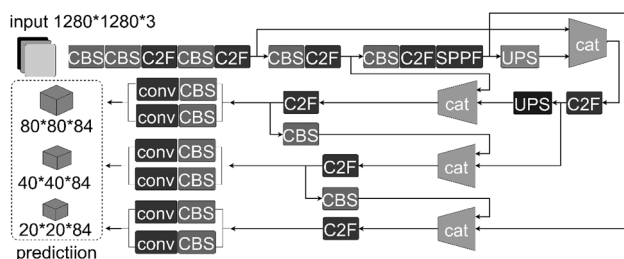 input 1280*1280*3
CBS CBS C2F CBS C2F CBS C2F CBS C2F SPPF UPS cat
conv CBS
conv CBS
C2F cat UPS C2F
80*80*84
CBS
conv CBS
conv CBS
C2F cat
40*40*84
CBS
conv CBS
conv CBS
C2F cat
20*20*84
predictiion